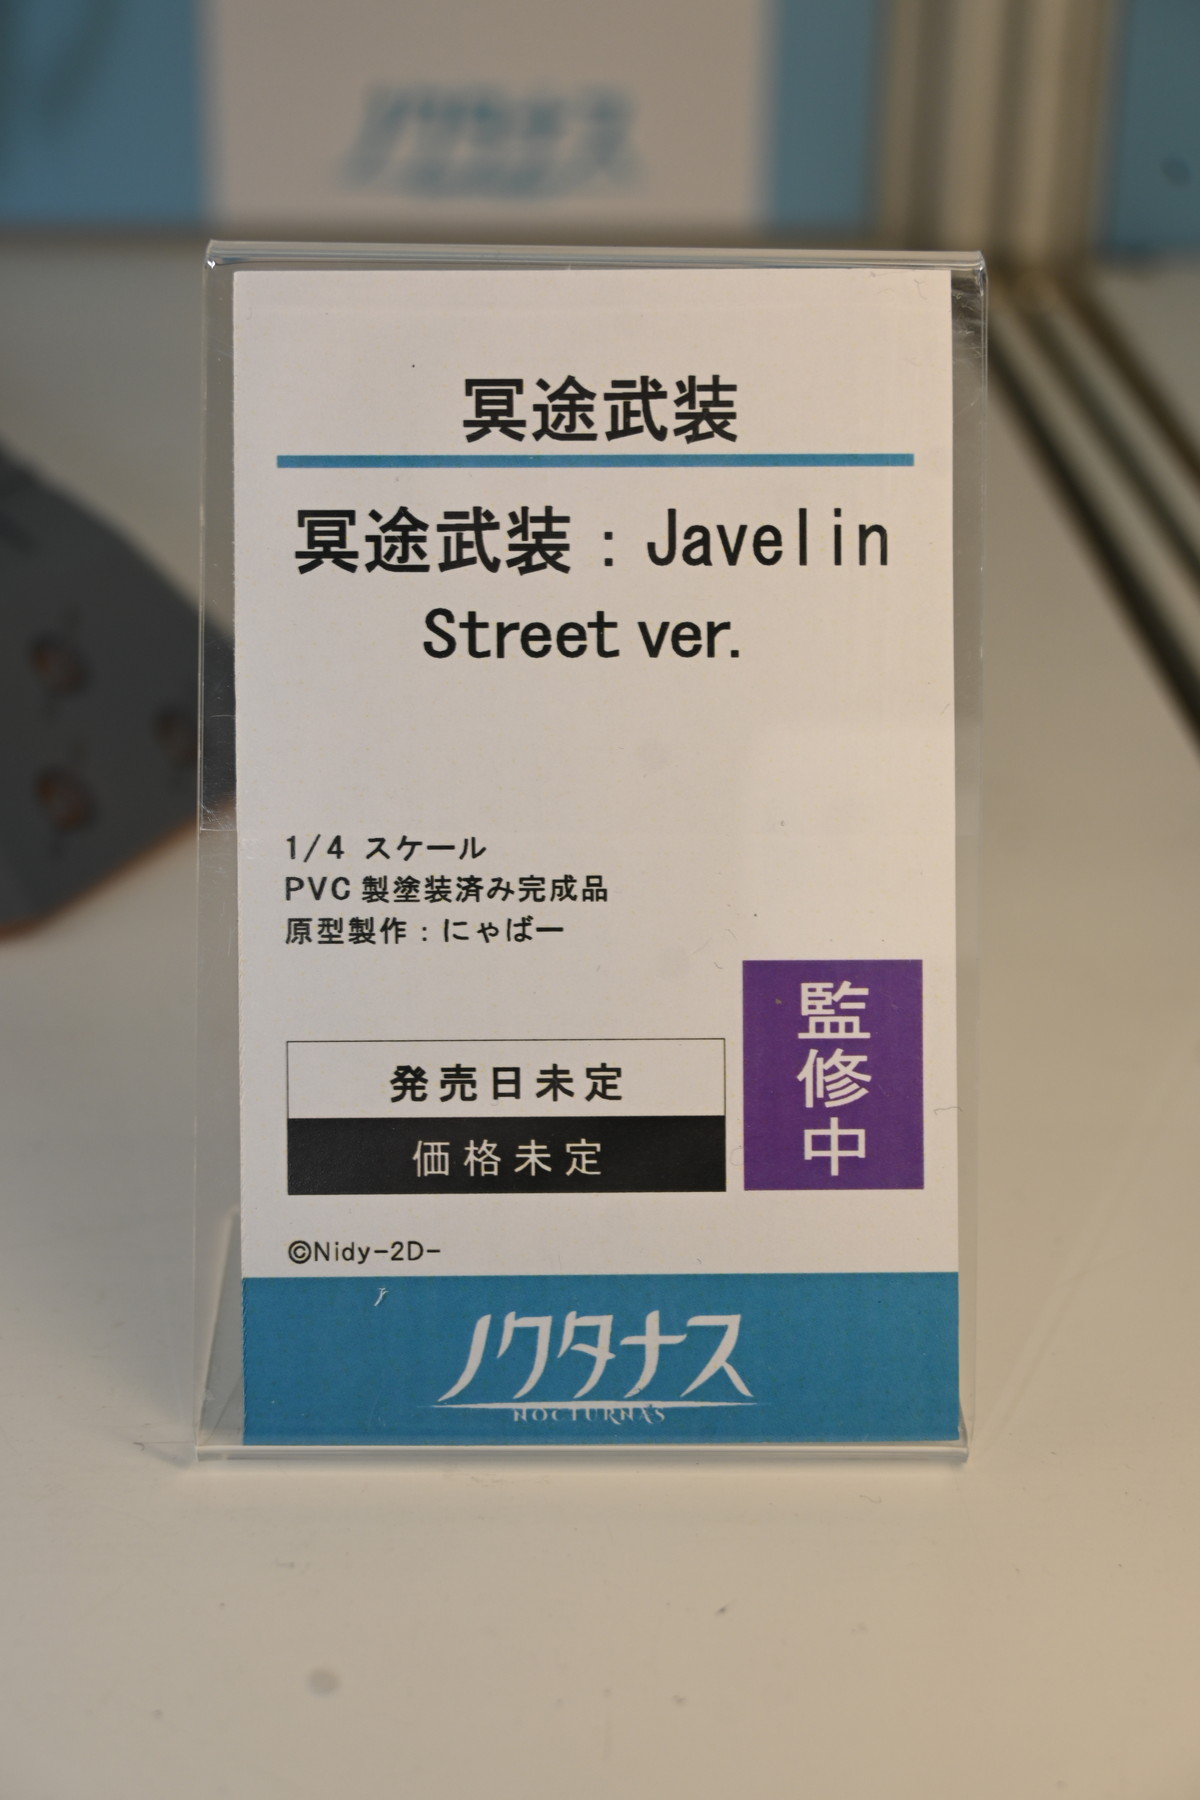 冥途武装
冥途武装：Javelin
Street ver.
1/4 スケール
PVC 製塗装済み完成品
原型製作：にゃばー
監修中
発売日未定
価格未定
©Nidy-2D-
ノクタナス
NOCTURNAS